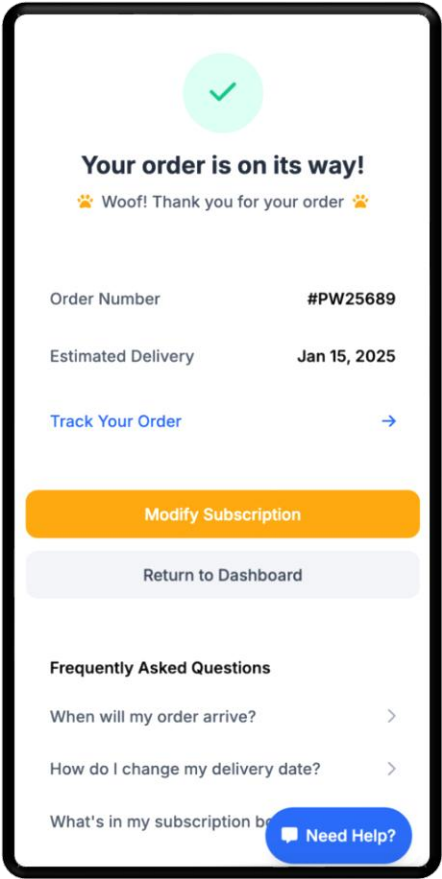 Your order is on its way!
Woof! Thank you for your order
Order Number #PW25689
Estimated Delivery Jan 15, 2025
Track Your Order
Modify Subscription
Return to Dashboard
Frequently Asked Questions
When will my order arrive?
How do I change my delivery date?
What's in my subscription
Need Help?